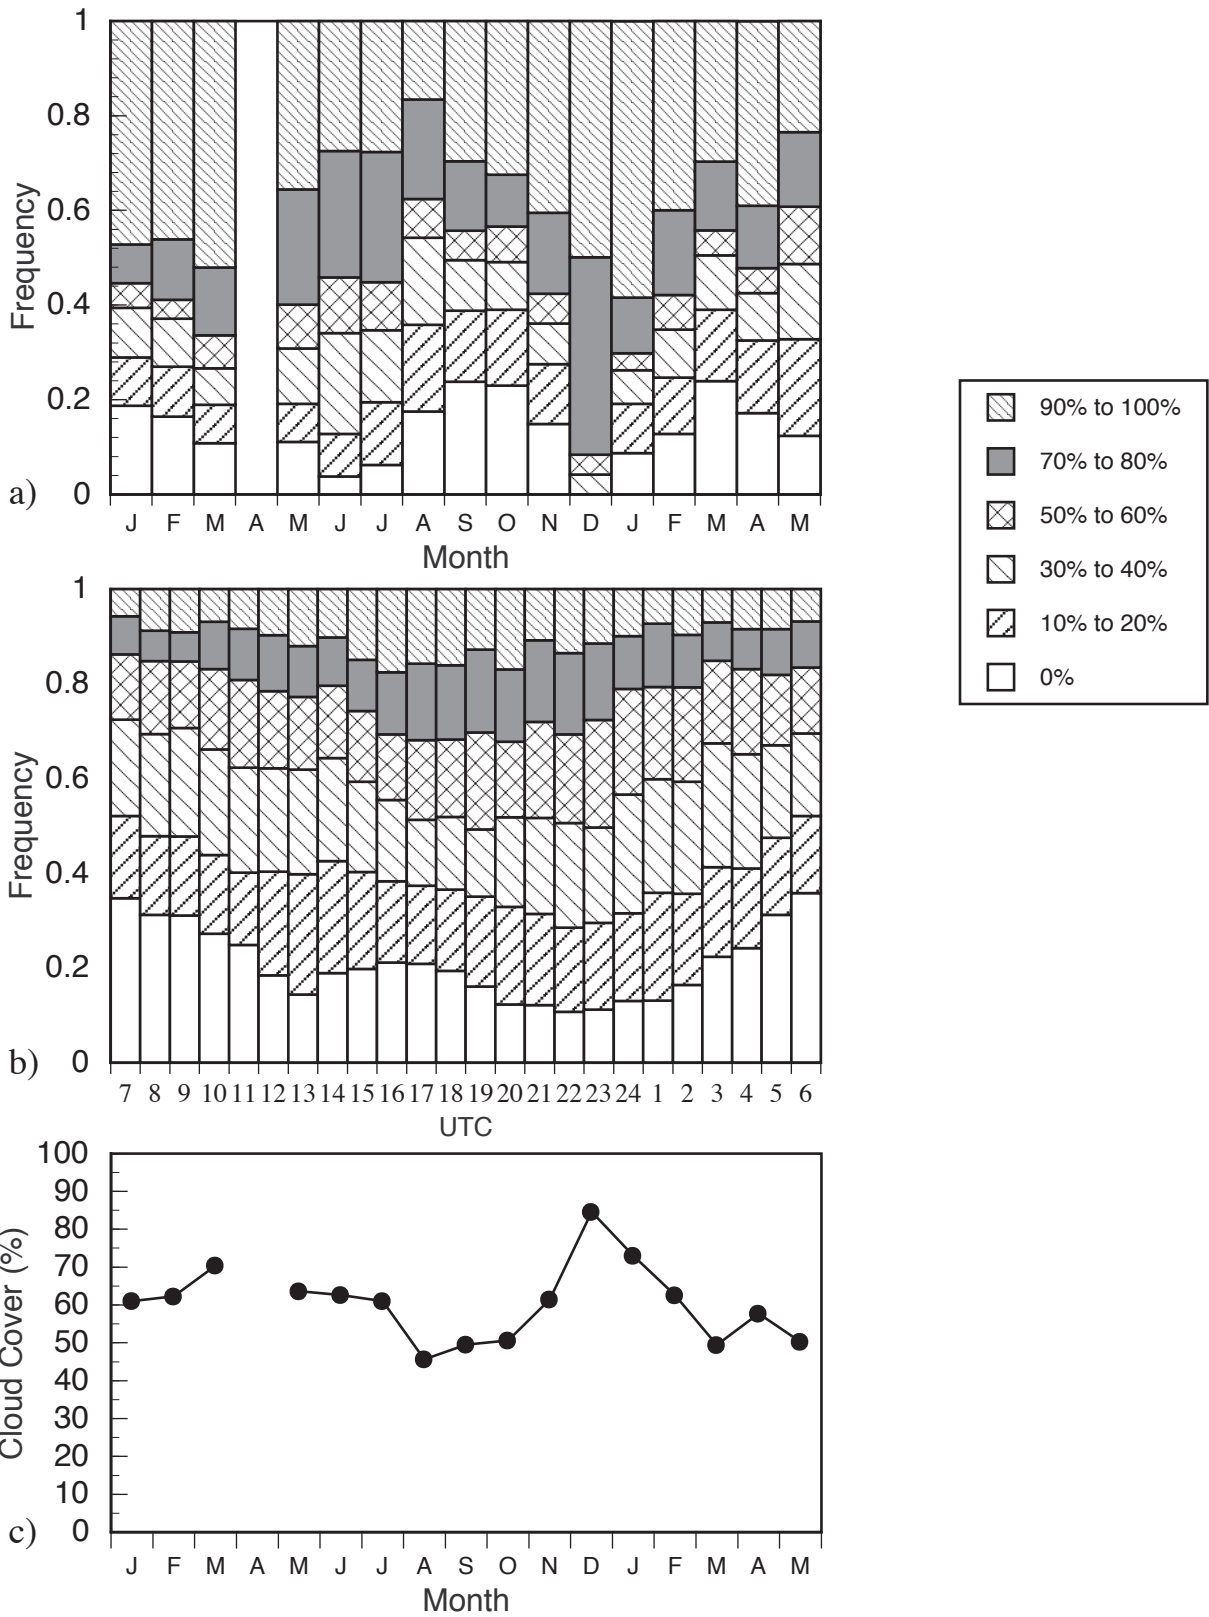 1
0.8
0.6
0.4
0.2
0
Frequency
a)
J F M A M J J A S O N D J F M A M
Month
90% to 100%
70% to 80%
50% to 60%
30% to 40%
10% to 20%
0%
1
0.8
0.6
0.4
0.2
0
Frequency
b)
7 8 9 10 11 12 13 14 15 16 17 18 19 20 21 22 23 24 1 2 3 4 5 6
UTC
100
90
80
70
60
50
40
30
20
10
0
Cloud Cover (%)
c)
J F M A M J J A S O N D J F M A M
Month